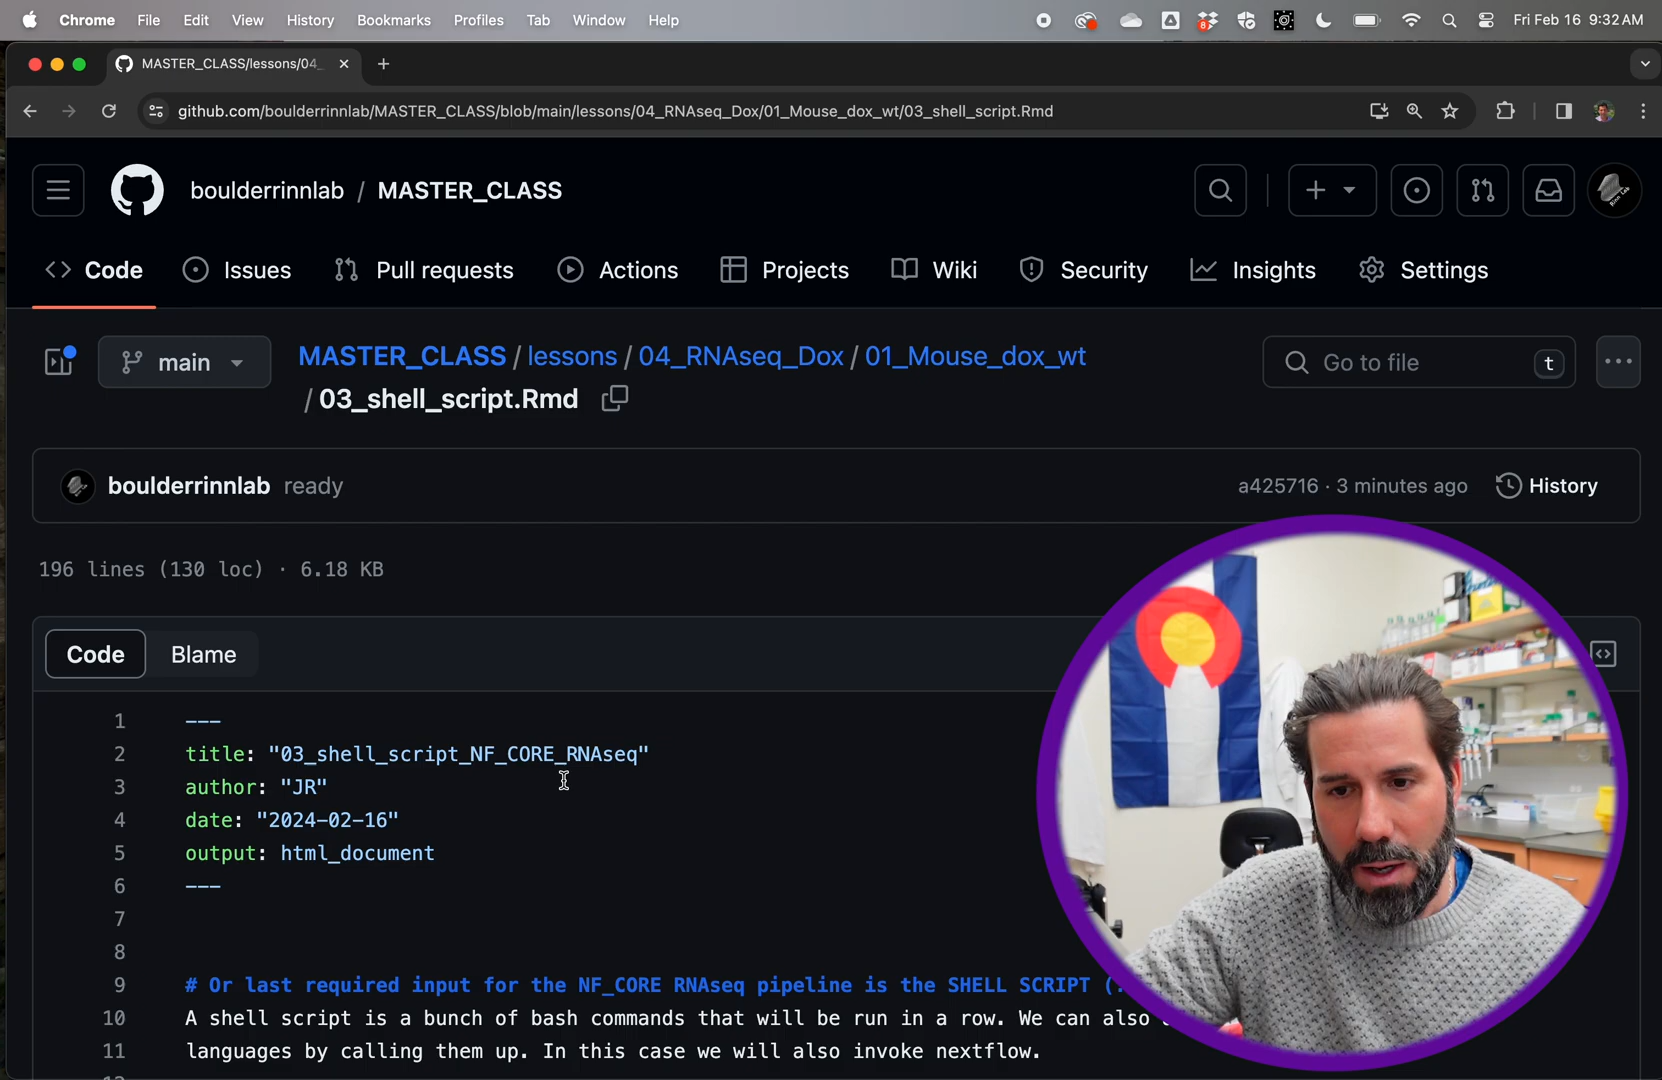 Chrome File Edit View History Bookmarks Profiles Tab Window Help Fri Feb 16 9:32 AM
MASTER_CLASS/lessons/04_
github.com/boulderrinnlab/MASTER_CLASS/blob/main/lessons/04_RNAseq_Dox/01_Mouse_dox_wt/03_shell_script.Rmd
boulderrinnlab / MASTER_CLASS
Code Issues Pull requests Actions Projects Wiki Security Insights Settings
main MASTER_CLASS / lessons / 04_RNAseq_Dox / 01_Mouse_dox_wt Go to file t
/ 03_shell_script.Rmd
boulderrinnlab ready a425716 · 3 minutes ago History
196 lines (130 loc) · 6.18 KB
Code Blame
1 ---
2 title: "03_shell_script_NF_CORE_RNAseq"
3 author: "JR"
4 date: "2024-02-16"
5 output: html_document
6 ---
7
8
9 # Or last required input for the NF_CORE RNAseq pipeline is the SHELL SCRIPT (
10 A shell script is a bunch of bash commands that will be run in a row. We can also
11 languages by calling them up. In this case we will also invoke nextflow.